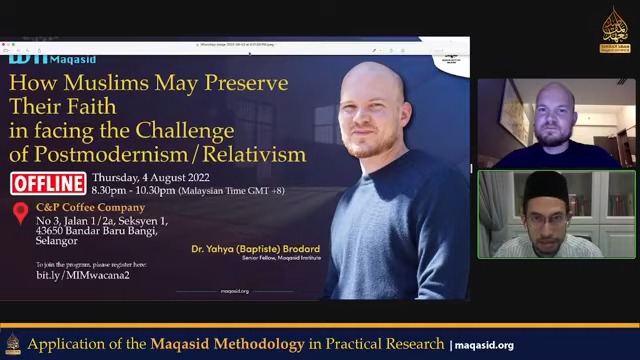 Maqasid
How Muslims May Preserve
Their Faith
in facing the Challenge
of Postmodernism/Relativism
OFFLINE
Thursday, 4 August 2022
8.30pm - 10.30pm (Malaysian Time GMT +8)
C&P Coffee Company
No 3, Jalan 1/2a, Seksyen 1,
43650 Bandar Baru Bangi,
Selangor
To join the program, please register here:
bit.ly/MIMwacana2
Dr. Yahya (Baptiste) Brodard
Senior Fellow, Maqasid Institute
maqasid.org
Application of the Maqasid Methodology in Practical Research | maqasid.org